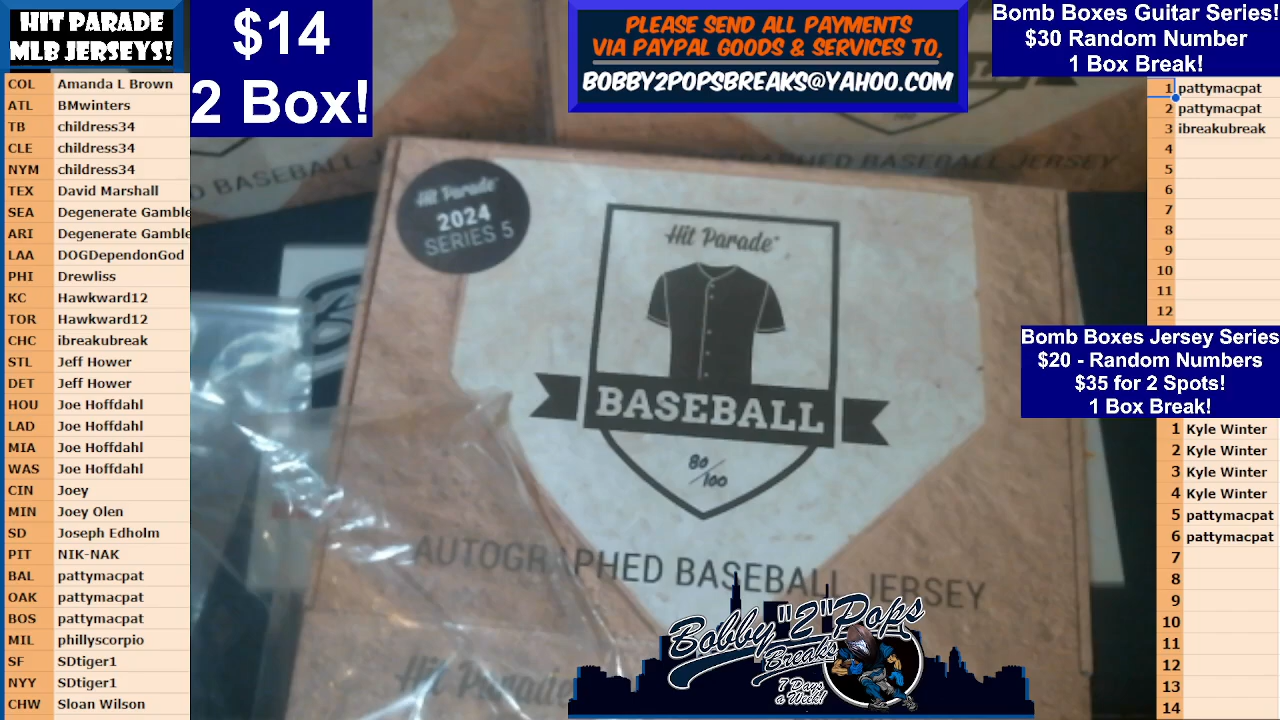 HIT PARADE
MLB JERSEYS!
COL Amanda L Brown
ATL BMwinters
TB childress34
CLE childress34
NYM childress34
TEX David Marshall
SEA Degenerate Gamble
ARI Degenerate Gamble
LAA DOGDependonGod
PHI Drewliss
KC Hawkward12
TOR Hawkward12
CHC ibreakubreak
STL Jeff Hower
DET Jeff Hower
HOU Joe Hoffdahl
LAD Joe Hoffdahl
MIA Joe Hoffdahl
WAS Joe Hoffdahl
CIN Joey
MIN Joey Olen
SD Joseph Edholm
PIT NIK-NAK
BAL pattymacpat
OAK pattymacpat
BOS pattymacpat
MIL phillyscorpio
SF SDtiger1
NYY SDtiger1
CHW Sloan Wilson
$14
2 Box!
PLEASE SEND ALL PAYMENTS
VIA PAYPAL GOODS & SERVICES TO,
BOBBY2POPSBREAKS@YAHOO.COM
D BASEBALL J
APHED BASEBALL JERSEY
Hit Parade
2024
SERIES 5
Hit Parade
BASEBALL
80/100
AUTOGRAPHED BASEBALL JERSEY
Hit Parade
Bobby "2" Pops
Breaks
7 Days
a Week!
Bomb Boxes Guitar Series!
$30 Random Number
1 Box Break!
1 pattymacpat
2 pattymacpat
3 ibreakubreak
4
5
6
7
8
9
10
11
12
Bomb Boxes Jersey Series
$20 - Random Numbers
$35 for 2 Spots!
1 Box Break!
1 Kyle Winter
2 Kyle Winter
3 Kyle Winter
4 Kyle Winter
5 pattymacpat
6 pattymacpat
7
8
9
10
11
12
13
14